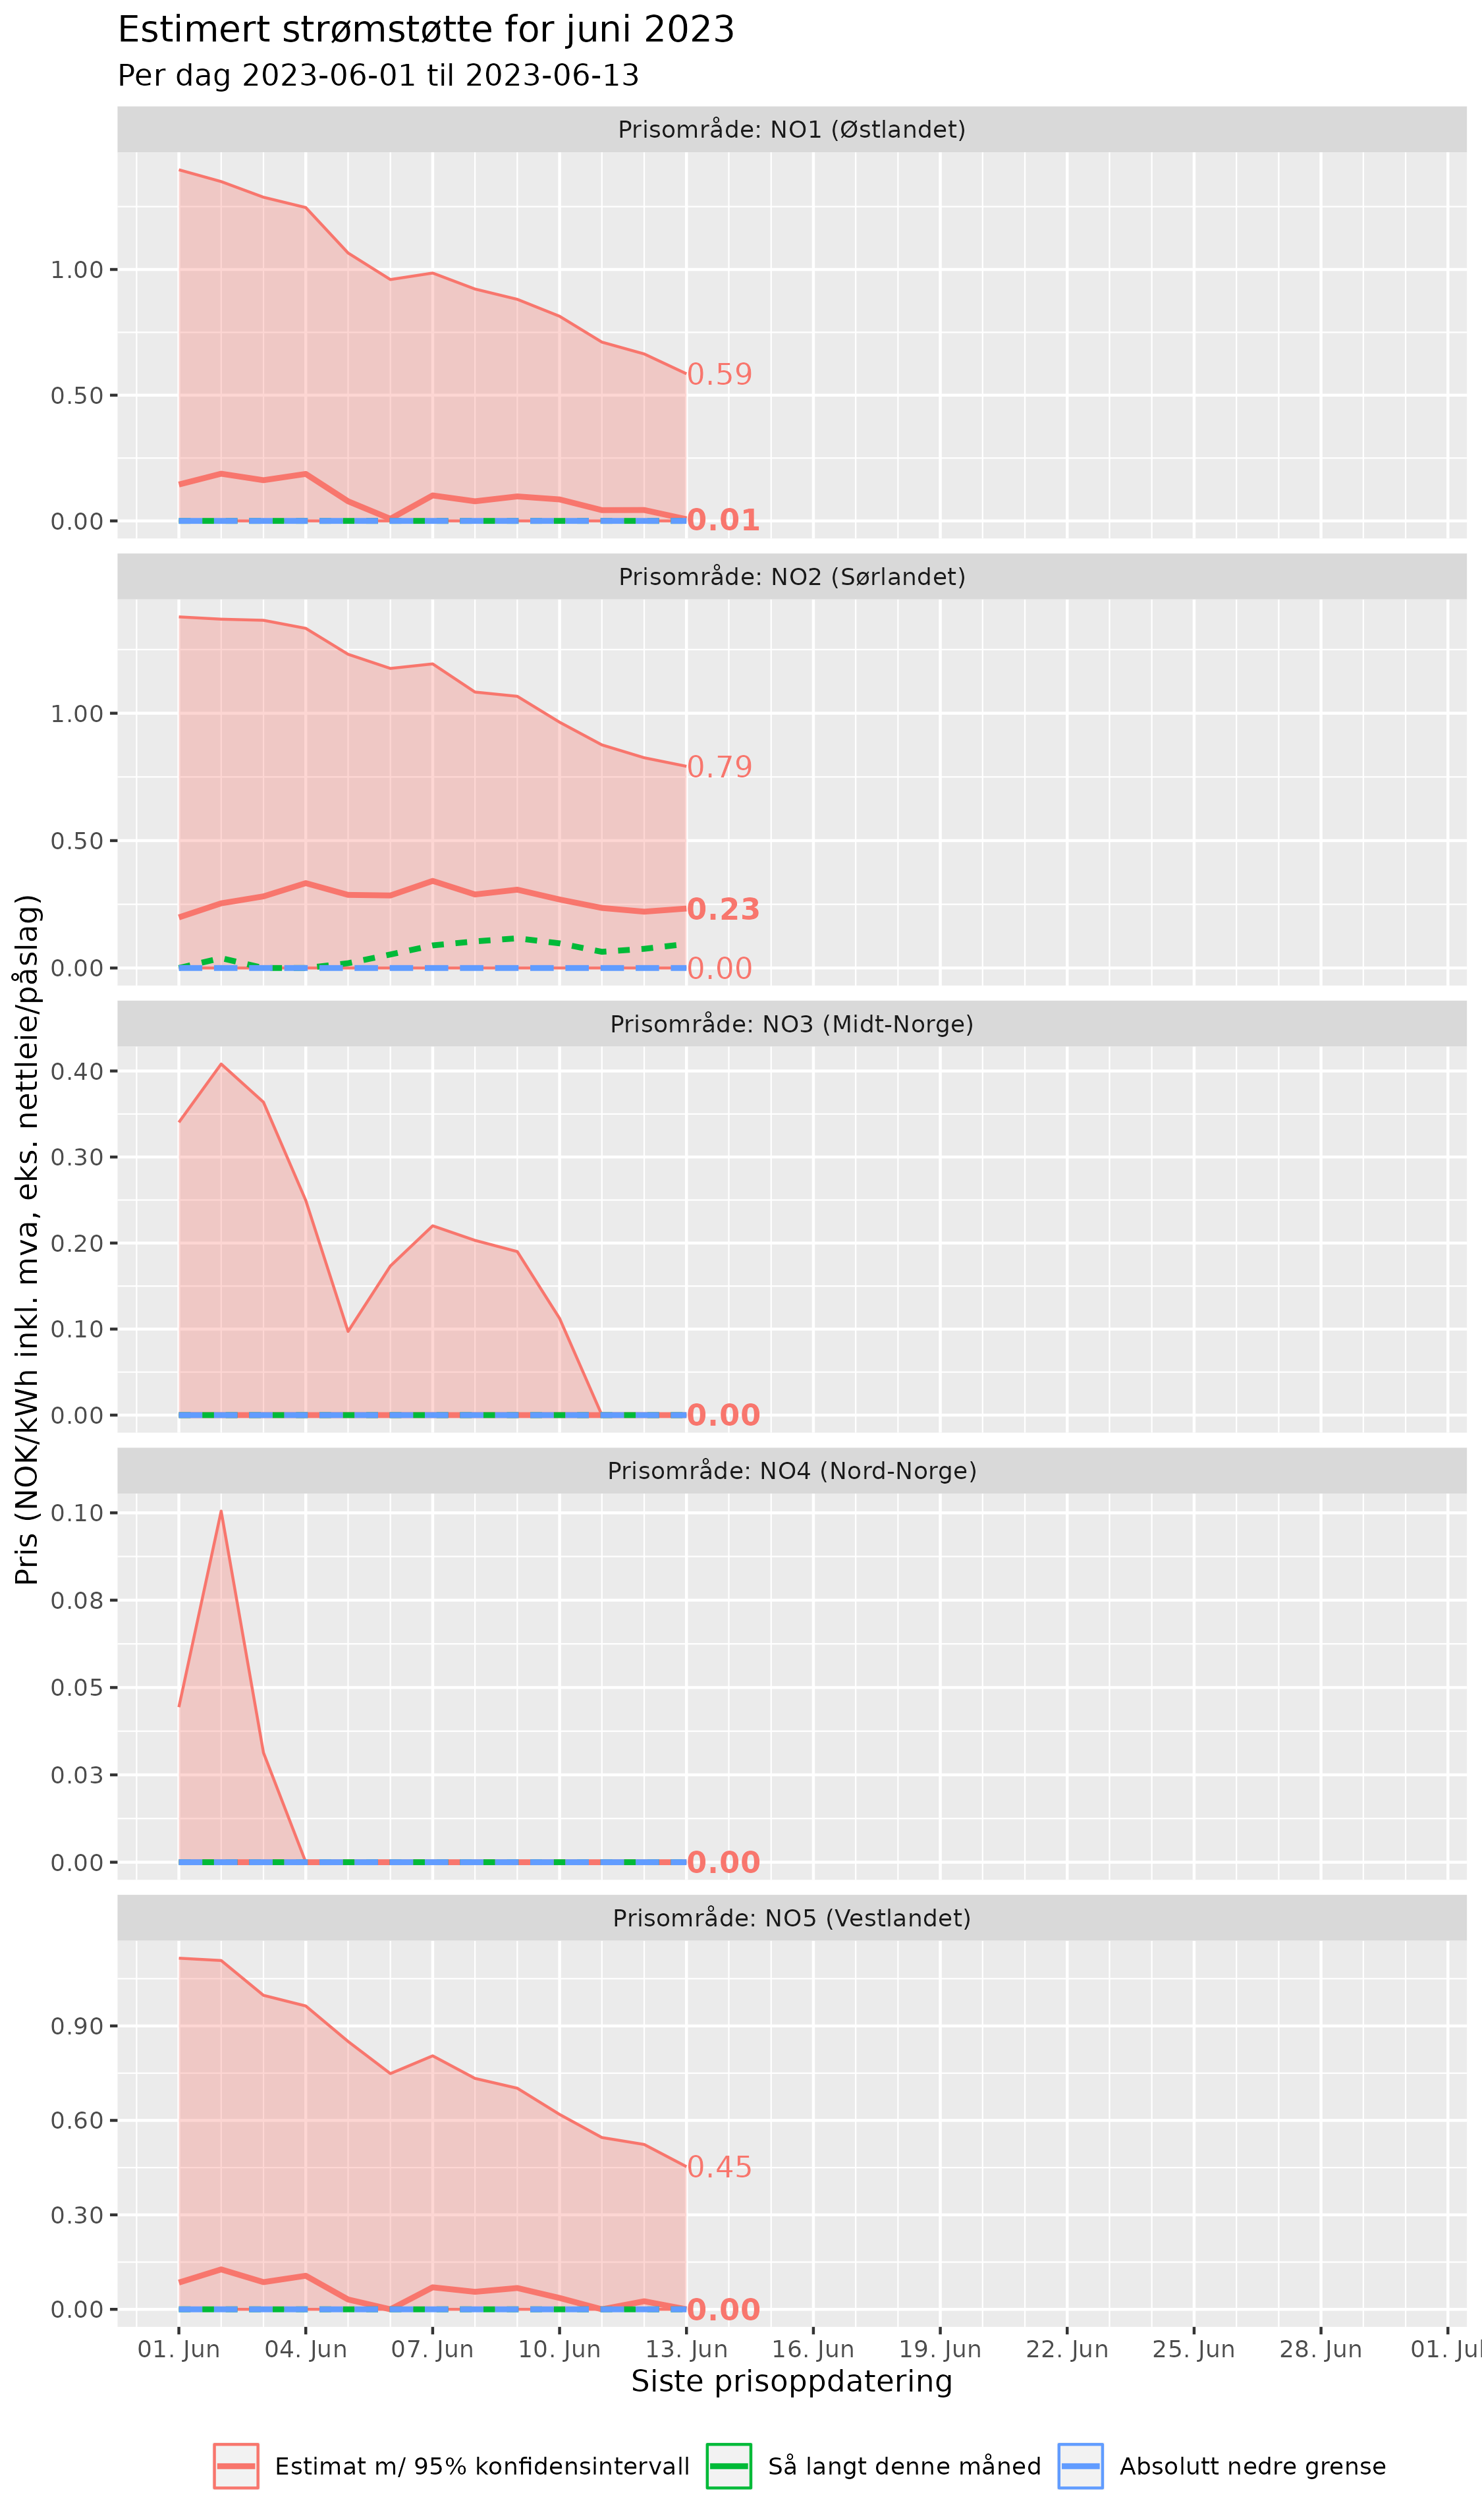 Estimert strømstøtte for juni 2023
Per dag 2023-06-01 til 2023-06-13
Pris (NOK/kWh inkl. mva, eks. nettleie/påslag)
Prisområde: NO1 (Østlandet)
1.00
0.50
0.00
0.59
0.01
Prisområde: NO2 (Sørlandet)
1.00
0.50
0.00
0.79
0.23
0.00
Prisområde: NO3 (Midt-Norge)
0.40
0.30
0.20
0.10
0.00
0.00
Prisområde: NO4 (Nord-Norge)
0.10
0.08
0.05
0.03
0.00
0.00
Prisområde: NO5 (Vestlandet)
0.90
0.60
0.30
0.00
0.45
0.00
01. Jun 04. Jun 07. Jun 10. Jun 13. Jun 16. Jun 19. Jun 22. Jun 25. Jun 28. Jun 01.
Siste prisoppdatering
Estimat m/ 95% konfidensintervall Så langt denne måned Absolutt nedre grense